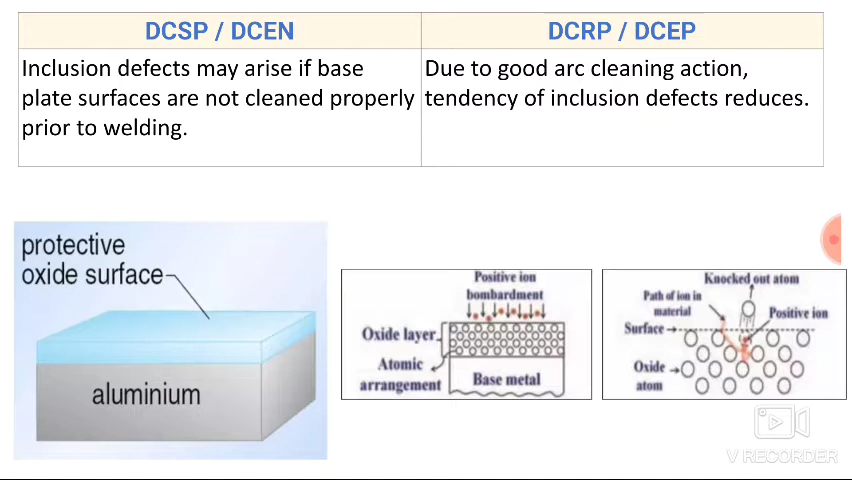 DCSP / DCEN
DCRP / DCEP
Inclusion defects may arise if base
plate surfaces are not cleaned properly
prior to welding.
Due to good arc cleaning action,
tendency of inclusion defects reduces.
protective
oxide surface
aluminium
Positive ion
bombardment
Oxide layer
Atomic
arrangement
Base metal
Knocked out atom
Path of ion in
material
Positive ion
Surface
Oxide
atom
V RECORDER